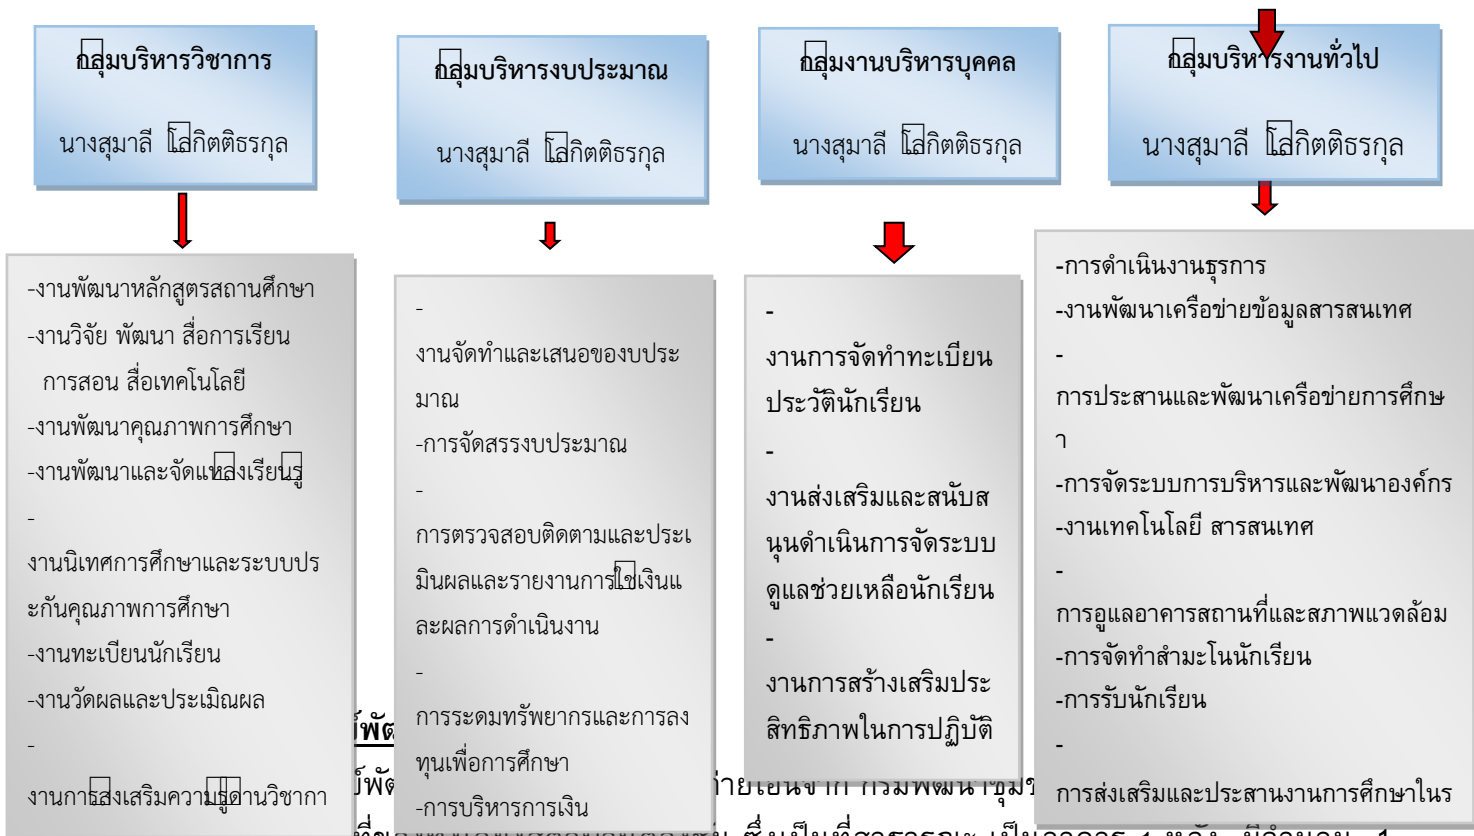 กลุ่มบริหารวิชาการ
นางสุมาลี โล่กิตติธรกุล
กลุ่มบริหารงบประมาณ
นางสุมาลี โล่กิตติธรกุล
กลุ่มงานบริหารบุคคล
นางสุมาลี โล่กิตติธรกุล
กลุ่มบริหารงานทั่วไป
นางสุมาลี โล่กิตติธรกุล
-งานพัฒนาหลักสูตรสถานศึกษา
-งานวิจัย พัฒนา สื่อการเรียน
การสอน สื่อเทคโนโลยี
-งานพัฒนาคุณภาพการศึกษา
-งานพัฒนาและจัดแหล่งเรียนรู้
-
งานนิเทศการศึกษาและระบบปร
ะกันคุณภาพการศึกษา
-งานทะเบียนนักเรียน
-งานวัดผลและประเมิณผล
-
งานการส่งเสริมความรู้ด้านวิชากา
-
งานจัดทำและเสนอของบประ
มาณ
-การจัดสรรงบประมาณ
-
การตรวจสอบติดตามและประเ
มินผลและรายงานการใช้เงินแ
ละผลการดำเนินงาน
-
การระดมทรัพยากรและการลง
ทุนเพื่อการศึกษา
-การบริหารการเงิน
-
งานการจัดทำทะเบียน
ประวัตินักเรียน
-
งานส่งเสริมและสนับส
นุนดำเนินการจัดระบบ
ดูแลช่วยเหลือนักเรียน
-
งานการสร้างเสริมประ
สิทธิภาพในการปฏิบัติ
-การดำเนินงานธุรการ
-งานพัฒนาเครือข่ายข้อมูลสารสนเทศ
-
การประสานและพัฒนาเครือข่ายการศึกษ
า
-การจัดระบบการบริหารและพัฒนาองค์กร
-งานเทคโนโลยี สารสนเทศ
-
การอูแลอาคารสถานที่และสภาพแวดล้อม
-การจัดทำสำมะโนนักเรียน
-การรับนักเรียน
-
การส่งเสริมและประสานงานการศึกษาในร